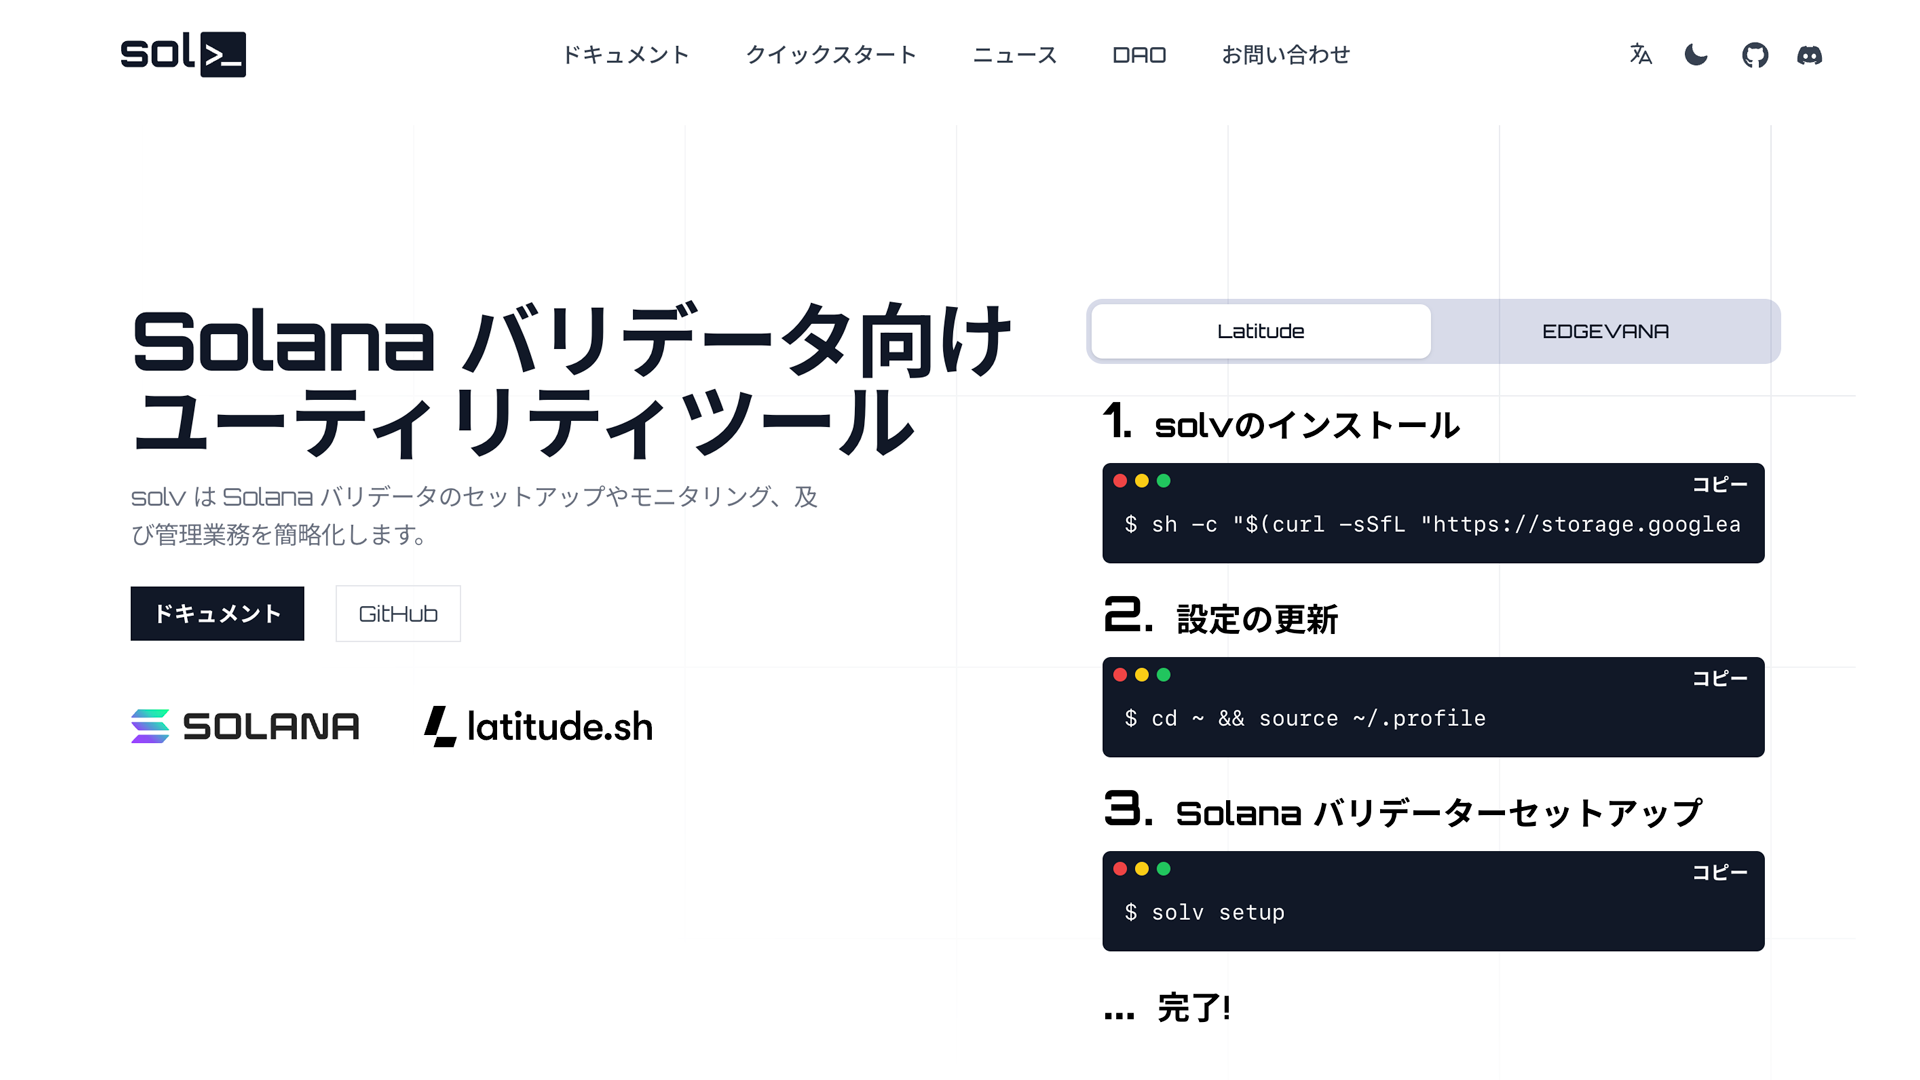 sol>_
ドキュメント
クイックスタート
ニュース
DAO
お問い合わせ
Solana バリデータ向け
ユーティリティツール
solv は Solana バリデータのセットアップやモニタリング、及
び管理業務を簡略化します。
ドキュメント
GitHub
SOLANA
latitude.sh
Latitude
EDGEVANA
1. solvのインストール
コピー
$ sh -c "$(curl -sSfL "https://storage.googlea
2. 設定の更新
コピー
$ cd ~ && source ~/.profile
3. Solana バリデーターセットアップ
コピー
$ solv setup
... 完了!